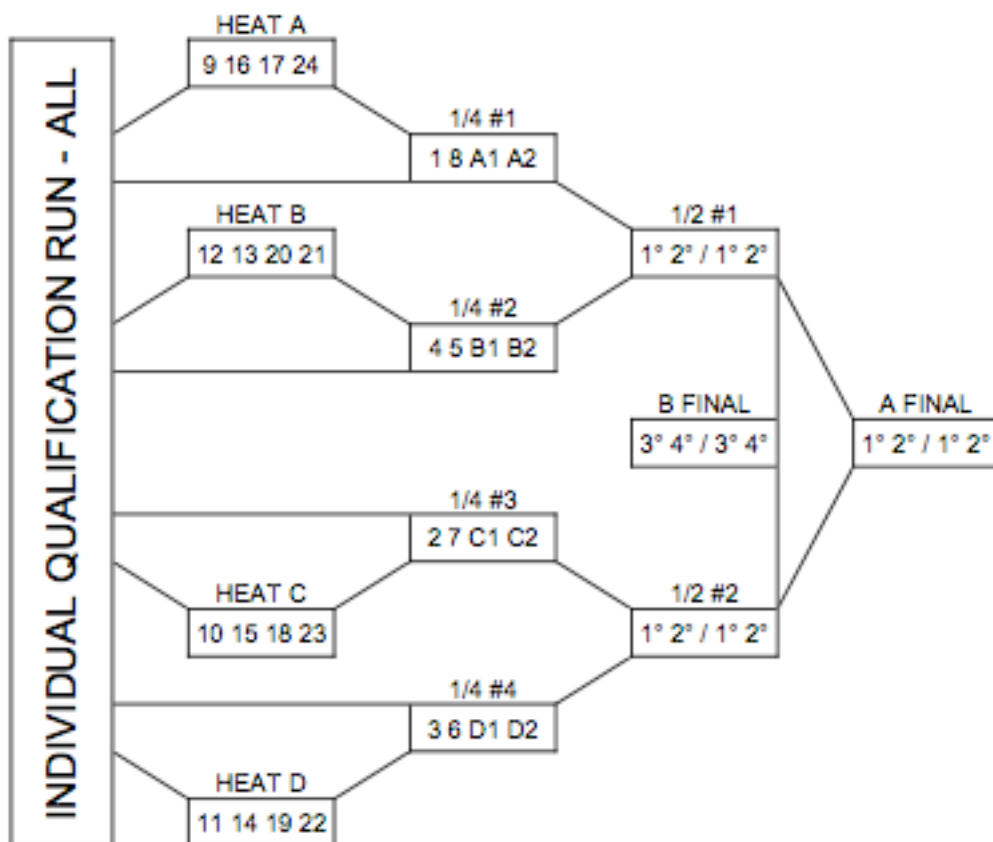 INDIVIDUAL QUALIFICATION RUN - ALL
HEAT A
9 16 17 24
1/4 #1
1 8 A1 A2
HEAT B
12 13 20 21
1/2 #1
1° 2° / 1° 2°
1/4 #2
4 5 B1 B2
B FINAL
3° 4° / 3° 4°
A FINAL
1° 2° / 1° 2°
1/4 #3
2 7 C1 C2
HEAT C
10 15 18 23
1/2 #2
1° 2° / 1° 2°
1/4 #4
3 6 D1 D2
HEAT D
11 14 19 22